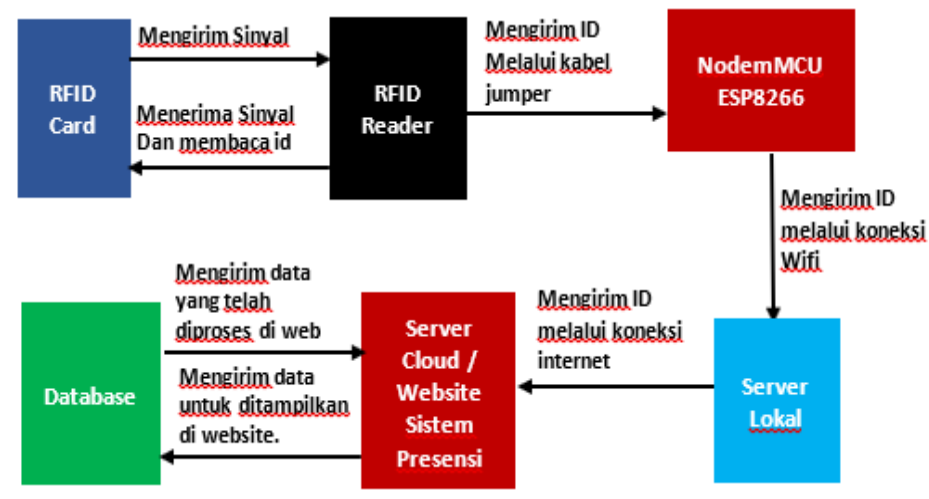 RFID
Card
Mengirim Sinyal
Menerima Sinyal
Dan membaca id
RFID
Reader
Mengirim ID
Melalui kabel
jumper
NodemMCU
ESP8266
Mengirim ID
melalui koneksi
Wifi
Server
Lokal
Mengirim ID
melalui koneksi
internet
Server
Cloud /
Website
Sistem
Presensi
Mengirim data
yang telah
diproses di web
Mengirim data
untuk ditampilkan
di website.
Database